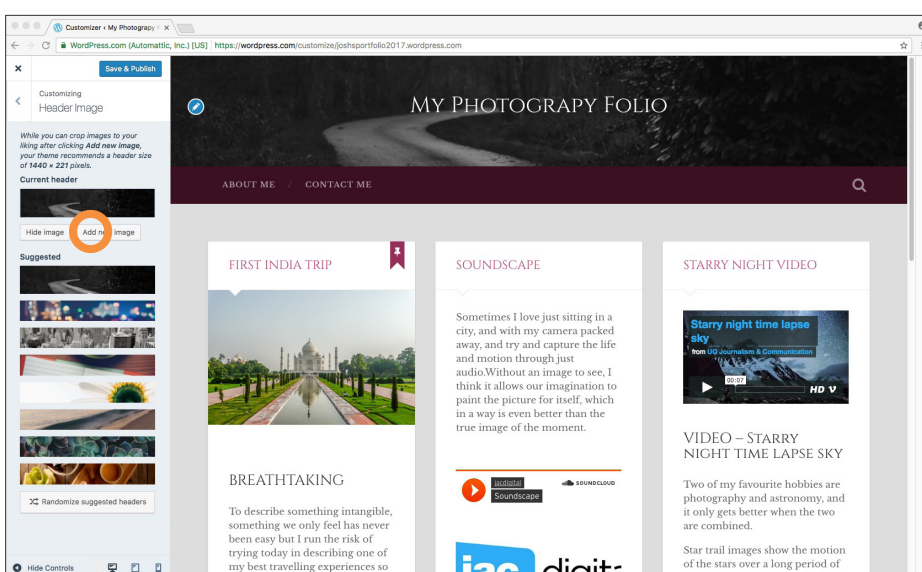 Customizer ‹ My Photograpy F
WordPress.com (Automattic, Inc.) [US]
https://wordpress.com/customize/joshsportfolio2017.wordpress.com
Save & Publish
Customizing
Header Image
While you can crop images to your
liking after clicking Add new image,
your theme recommends a header size
of 1440 × 221 pixels.
Current header
Hide image
Add new image
Suggested
Randomize suggested headers
Hide Controls
My Photograpy Folio
ABOUT ME / CONTACT ME
FIRST INDIA TRIP
BREATHTAKING
To describe something intangible,
something we only feel has never
been easy but I run the risk of
trying today in describing one of
my best travelling experiences so
SOUNDSCAPE
Sometimes I love just sitting in a
city, and with my camera packed
away, and try and capture the life
and motion through just
audio.Without an image to see, I
think it allows our imagination to
paint the picture for itself, which
in a way is even better than the
true image of the moment.
jacdigital
Soundscape
SOUNDCLOUD
jac digit
STARRY NIGHT VIDEO
Starry night time lapse
sky
from UQ Journalism & Communication
00:07
HD
VIDEO – Starry
night time lapse sky
Two of my favourite hobbies are
photography and astronomy, and
it only gets better when the two
are combined.
Star trail images show the motion
of the stars over a long period of